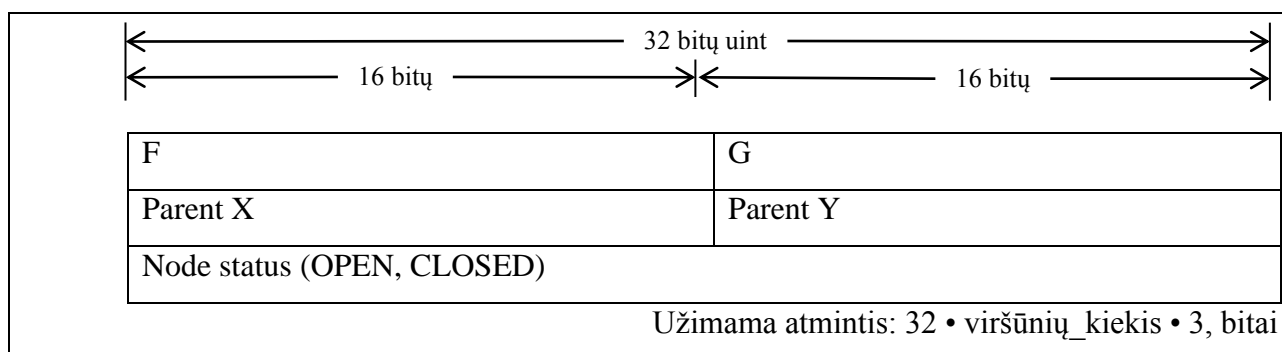 32 bitų uint
16 bitų 16 bitų
F G
Parent X Parent Y
Node status (OPEN, CLOSED)
Užimama atmintis: 32 • viršūnių_kiekis • 3, bitai